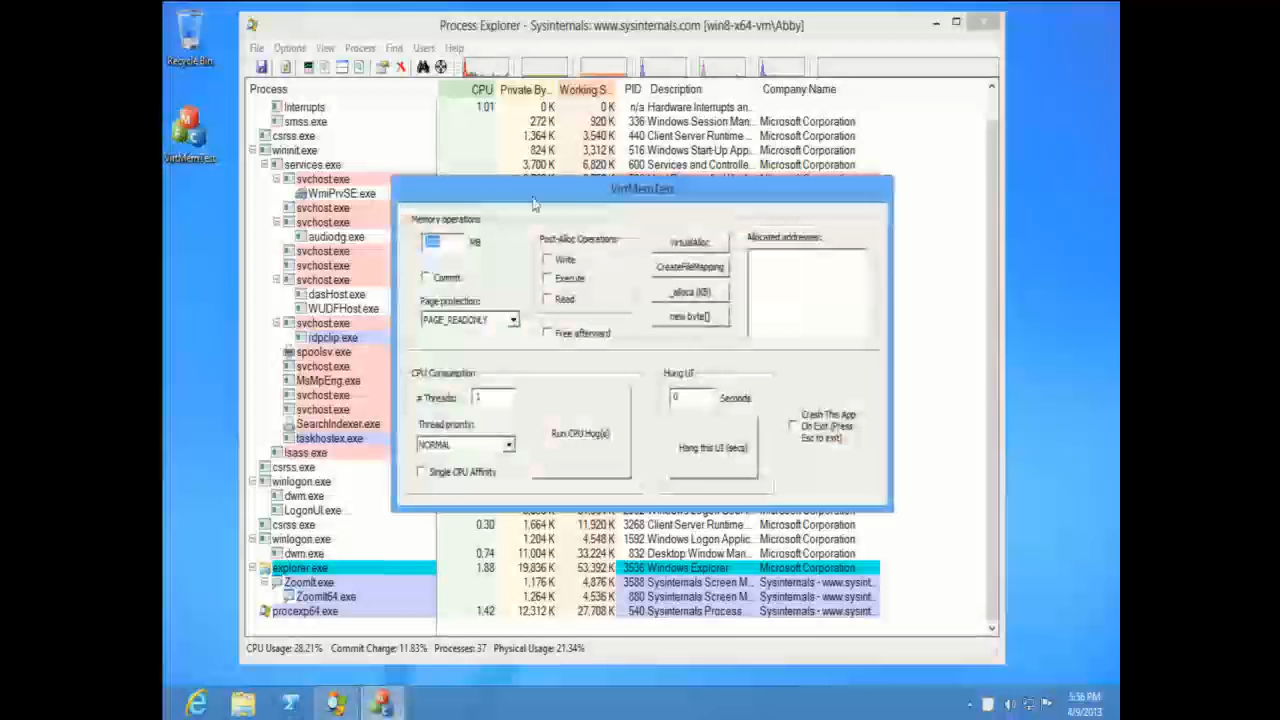 Process Explorer - Sysinternals: www.sysinternals.com [win8-x64-vm\Abby]
File Options View Process Find Users Help
Recycle Bin
VirtMemTest
Process CPU Private By... Working S... PID Description Company Name
Interrupts 1.01 0 K 0 K n/a Hardware Interrupts an...
smss.exe 272 K 920 K 336 Windows Session Man... Microsoft Corporation
csrss.exe 1,364 K 3,540 K 440 Client Server Runtime ... Microsoft Corporation
wininit.exe 824 K 3,312 K 516 Windows Start-Up App... Microsoft Corporation
services.exe 3,700 K 6,820 K 600 Services and Controlle... Microsoft Corporation
svchost.exe
WmiPrvSE.exe
svchost.exe
svchost.exe
audiodg.exe
svchost.exe
svchost.exe
svchost.exe
dasHost.exe
WUDFHost.exe
svchost.exe
rdpclip.exe
spoolsv.exe
svchost.exe
MsMpEng.exe
svchost.exe
svchost.exe
SearchIndexer.exe
taskhostex.exe
lsass.exe
csrss.exe
winlogon.exe
dwm.exe
LogonUI.exe
csrss.exe 0.30 1,664 K 11,920 K 3268 Client Server Runtime ... Microsoft Corporation
winlogon.exe 1,204 K 4,548 K 1592 Windows Logon Applic... Microsoft Corporation
dwm.exe 0.74 11,004 K 33,224 K 832 Desktop Window Man... Microsoft Corporation
explorer.exe 1.88 19,836 K 53,392 K 3536 Windows Explorer Microsoft Corporation
ZoomIt.exe 1,176 K 4,876 K 3588 Sysinternals Screen M... Sysinternals - www.sysint...
ZoomIt64.exe 1,264 K 4,536 K 880 Sysinternals Screen M... Sysinternals - www.sysint...
procexp64.exe 1.42 12,312 K 27,708 K 540 Sysinternals Process ... Sysinternals - www.sysint...
VirtMemTest
Memory operations
MB
Commit
Page protection:
PAGE_READONLY
Post-Alloc Operations
Write
Execute
Read
Free afterward
VirtualAlloc
CreateFileMapping
_alloca (KB)
new byte[]
Allocated addresses:
CPU Consumption
# Threads: 1
Thread priority:
NORMAL
Single CPU Affinity
Run CPU Hog(s)
Hang UI
0 Seconds
Hang this UI (secs)
Crash This App
On Exit (Press
Esc to exit)
CPU Usage: 28.21% Commit Charge: 11.83% Processes: 37 Physical Usage: 21.34%
5:56 PM
4/9/2013